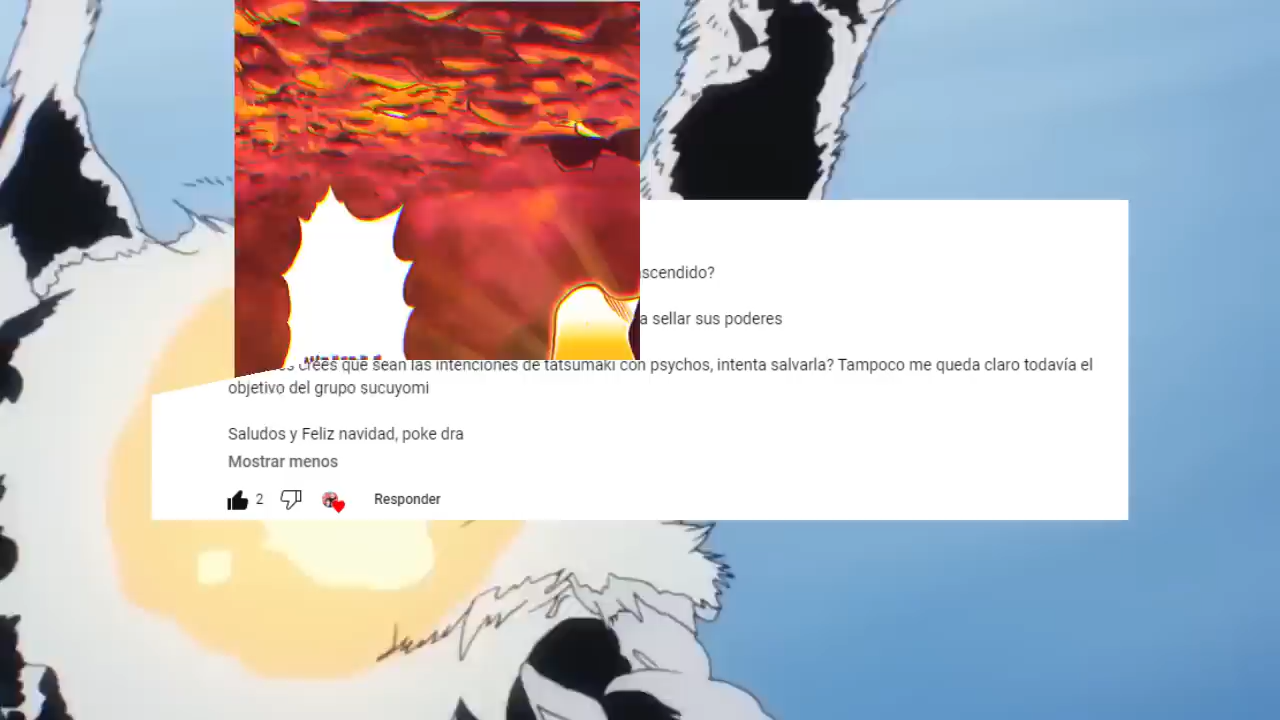 ascendido?
a sellar sus poderes
crees que sean las intenciones de tatsumaki con psychos, intenta salvarla? Tampoco me queda claro todavía el
objetivo del grupo sucuyomi
Saludos y Feliz navidad, poke dra
Mostrar menos
2 Responder